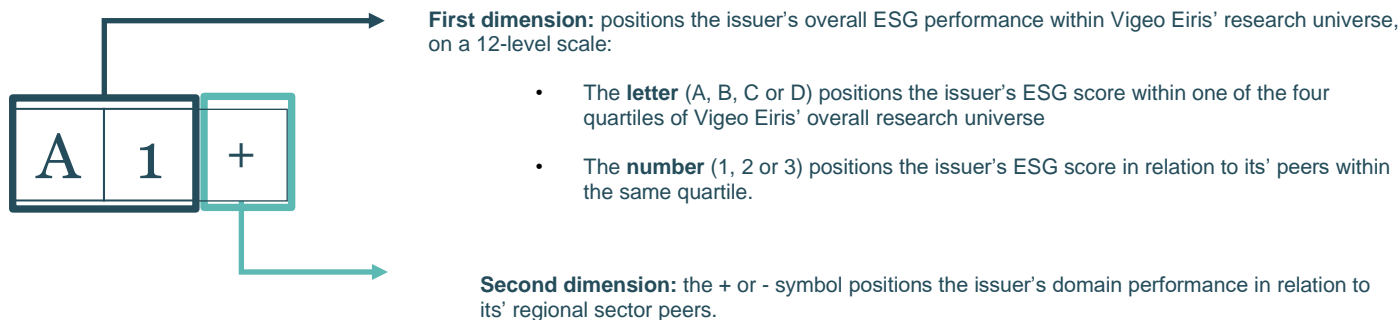 First dimension: positions the issuer's overall ESG performance within Vigeo Eiris' research universe,
on a 12-level scale:
• The letter (A, B, C or D) positions the issuer's ESG score within one of the four
quartiles of Vigeo Eiris' overall research universe
A 1 +
• The number (1, 2 or 3) positions the issuer's ESG score in relation to its' peers within
the same quartile.
Second dimension: the + or - symbol positions the issuer's domain performance in relation to
its' regional sector peers.